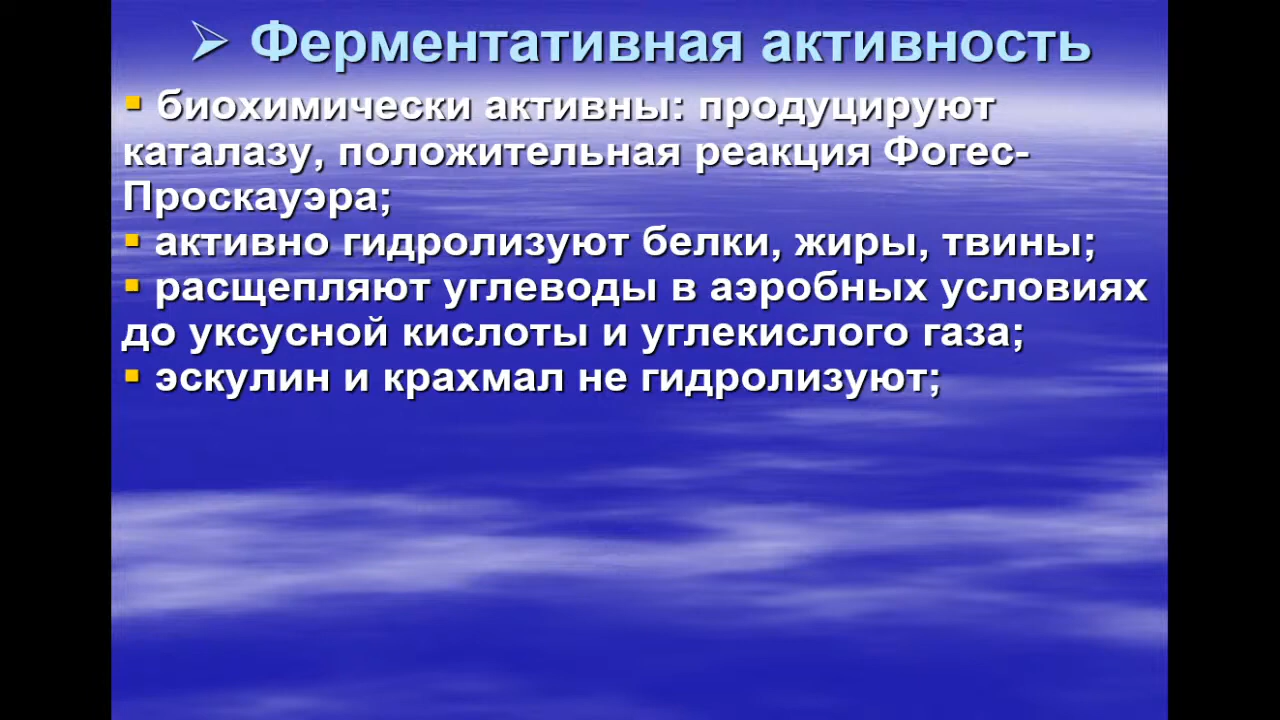 ➢ Ферментативная активность
▪ биохимически активны: продуцируют
каталазу, положительная реакция Фогес-
Проскауэра;
▪ активно гидролизуют белки, жиры, твины;
▪ расщепляют углеводы в аэробных условиях
до уксусной кислоты и углекислого газа;
▪ эскулин и крахмал не гидролизуют;